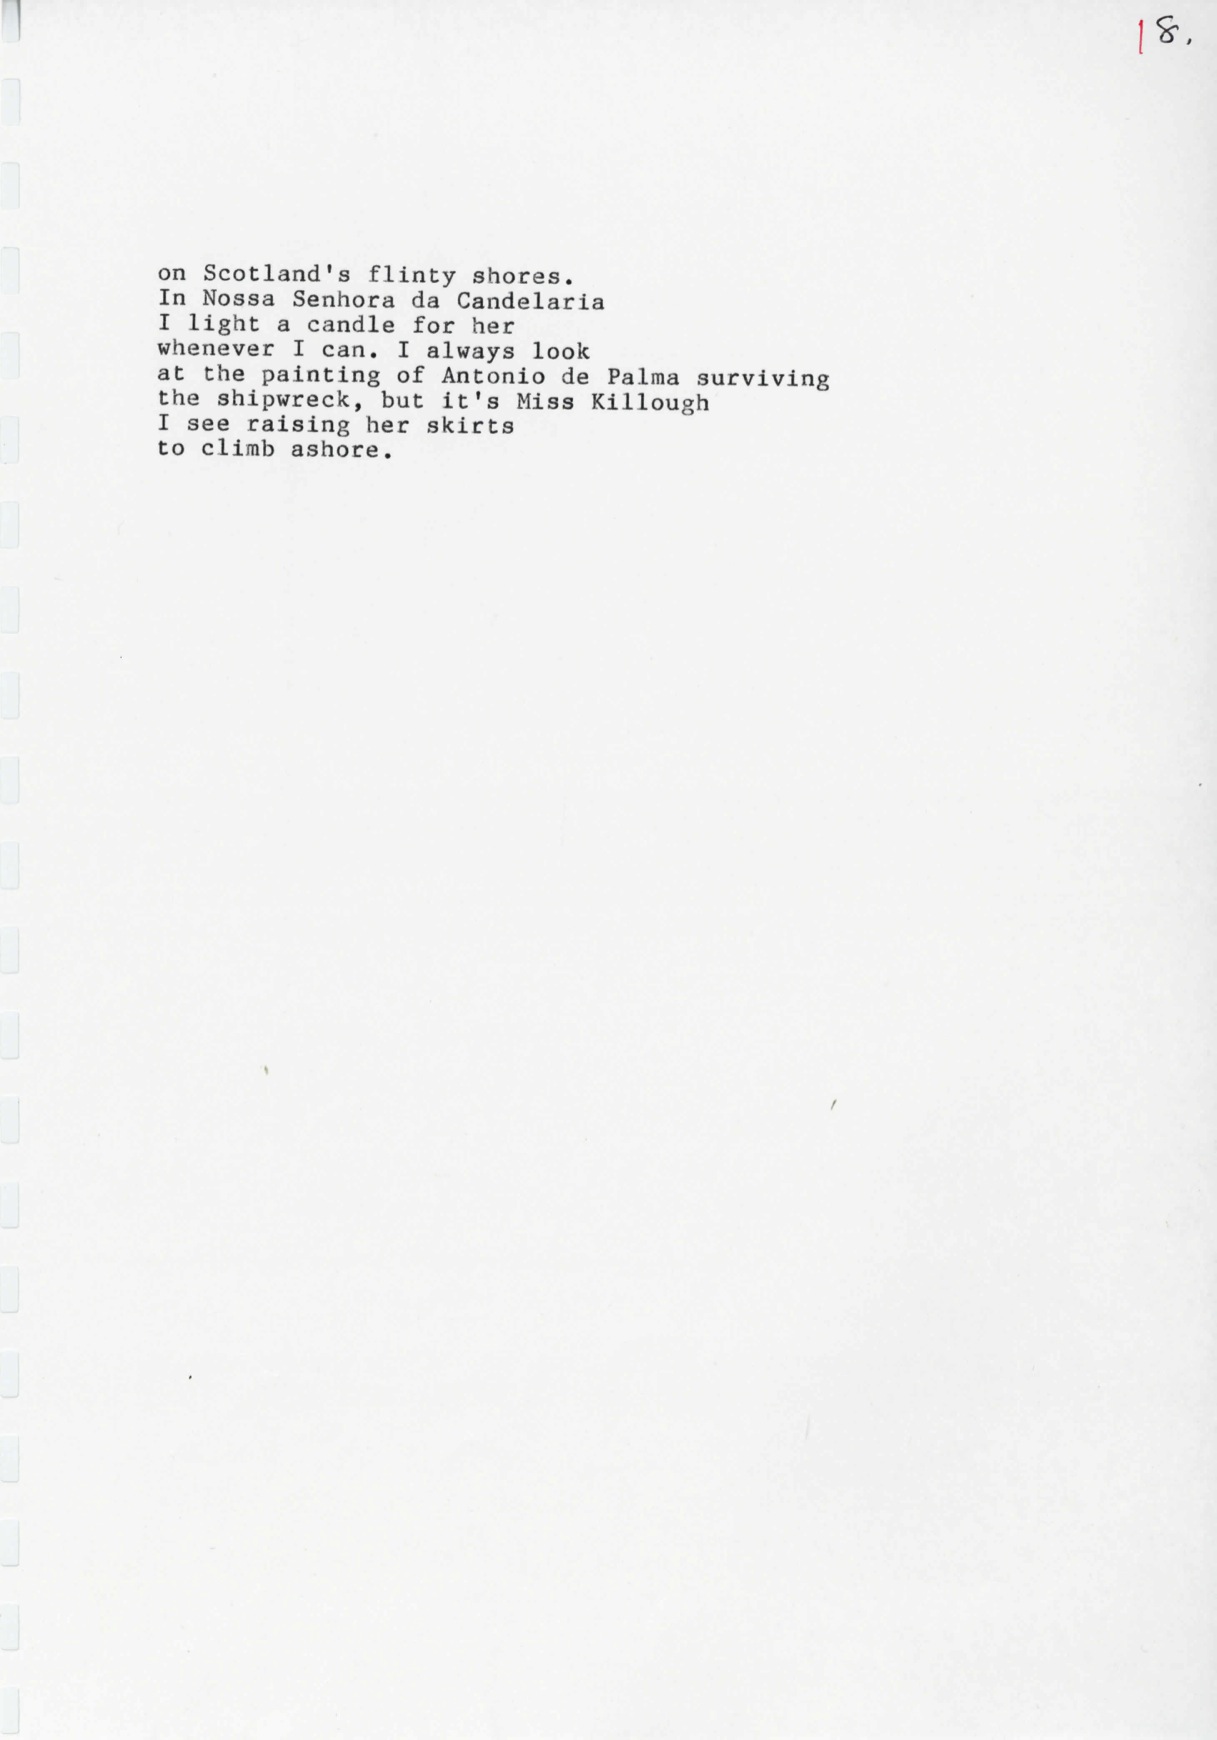 18.
on Scotland's flinty shores.
In Nossa Senhora da Candelaria
I light a candle for her
whenever I can. I always look
at the painting of Antonio de Palma surviving
the shipwreck, but it's Miss Killough
I see raising her skirts
to climb ashore.